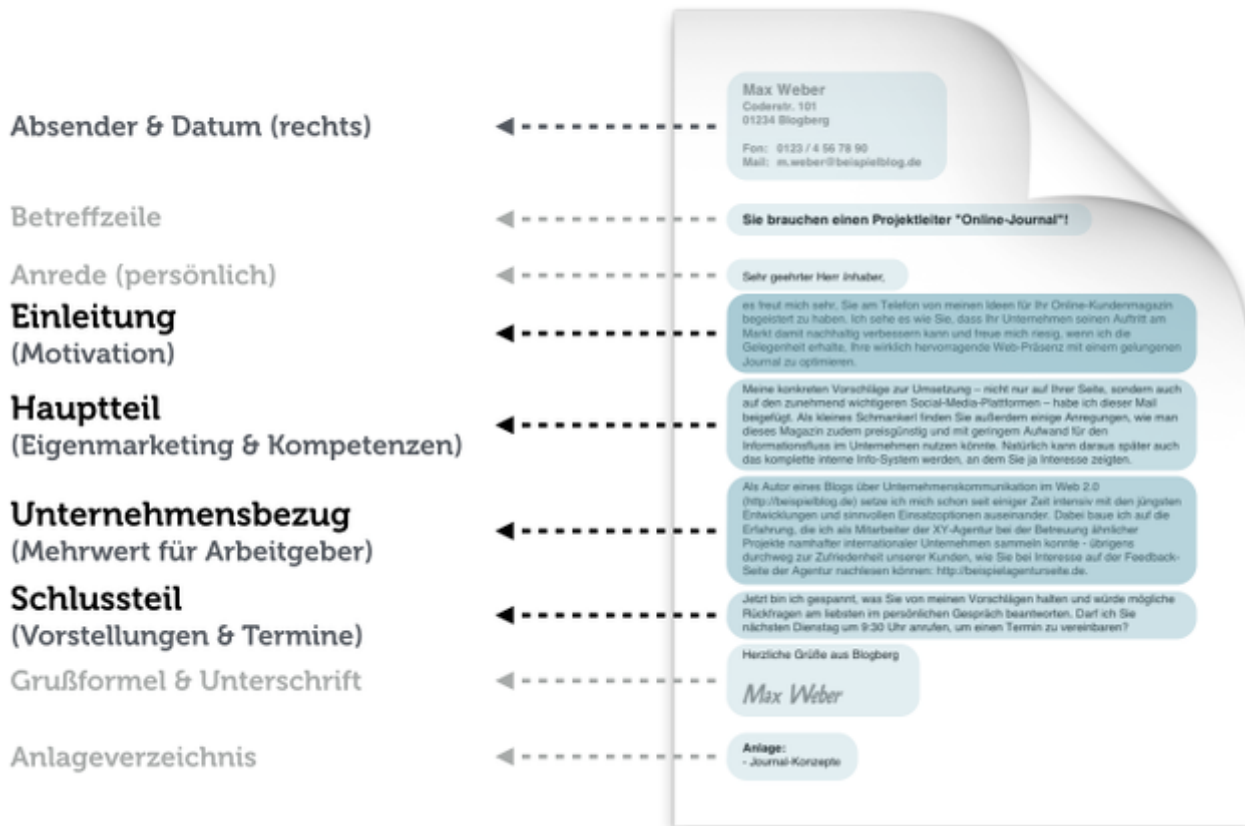 Absender & Datum (rechts)
Betreffzeile
Anrede (persönlich)
Einleitung
(Motivation)
Hauptteil
(Eigenmarketing & Kompetenzen)
Unternehmensbezug
(Mehrwert für Arbeitgeber)
Schlussteil
(Vorstellungen & Termine)
Grußformel & Unterschrift
Anlageverzeichnis
Max Weber
Coderstr. 101
01234 Blogberg
Fon: 0123 / 4 56 78 90
Mail: m.weber@beispielblog.de
Sie brauchen einen Projektleiter "Online-Journal"!
Sehr geehrter Herr Inhaber,
es freut mich sehr, Sie am Telefon von meinen Ideen für Ihr Online-Kundenmagazin
begeistert zu haben. Ich sehe es wie Sie, dass Ihr Unternehmen seinen Auftritt am
Markt damit nachhaltig verbessern kann und freue mich riesig, wenn ich die
Gelegenheit erhalte, Ihre wirklich hervorragende Web-Präsenz mit einem gelungenen
Journal zu optimieren.
Meine konkreten Vorschläge zur Umsetzung – nicht nur auf Ihrer Seite, sondern auch
auf den zunehmend wichtigeren Social-Media-Plattformen – habe ich dieser Mail
beigefügt. Als kleines Schmankerl finden Sie außerdem einige Anregungen, wie man
dieses Magazin zudem preisgünstig und mit geringem Aufwand für den
Informationsfluss im Unternehmen nutzen könnte. Natürlich kann daraus später auch
das komplette interne Info-System werden, an dem Sie ja Interesse zeigten.
Als Autor eines Blogs über Unternehmenskommunikation im Web 2.0
(http://beispielblog.de) setze ich mich schon seit einiger Zeit intensiv mit den jüngsten
Entwicklungen und sinnvollen Einsatzoptionen auseinander. Dabei baue ich auf die
Erfahrung, die ich als Mitarbeiter der XY-Agentur bei der Betreuung ähnlicher
Projekte namhafter internationaler Unternehmen sammeln konnte - übrigens
durchweg zur Zufriedenheit unserer Kunden, wie Sie bei Interesse auf der Feedback-
Seite der Agentur nachlesen können: http://beispielagenturseite.de.
Jetzt bin ich gespannt, was Sie von meinen Vorschlägen halten und würde mögliche
Rückfragen am liebsten im persönlichen Gespräch beantworten. Darf ich Sie
nächsten Dienstag um 9:30 Uhr anrufen, um einen Termin zu vereinbaren?
Herzliche Grüße aus Blogberg
Max Weber
Anlage:
- Journal-Konzepte